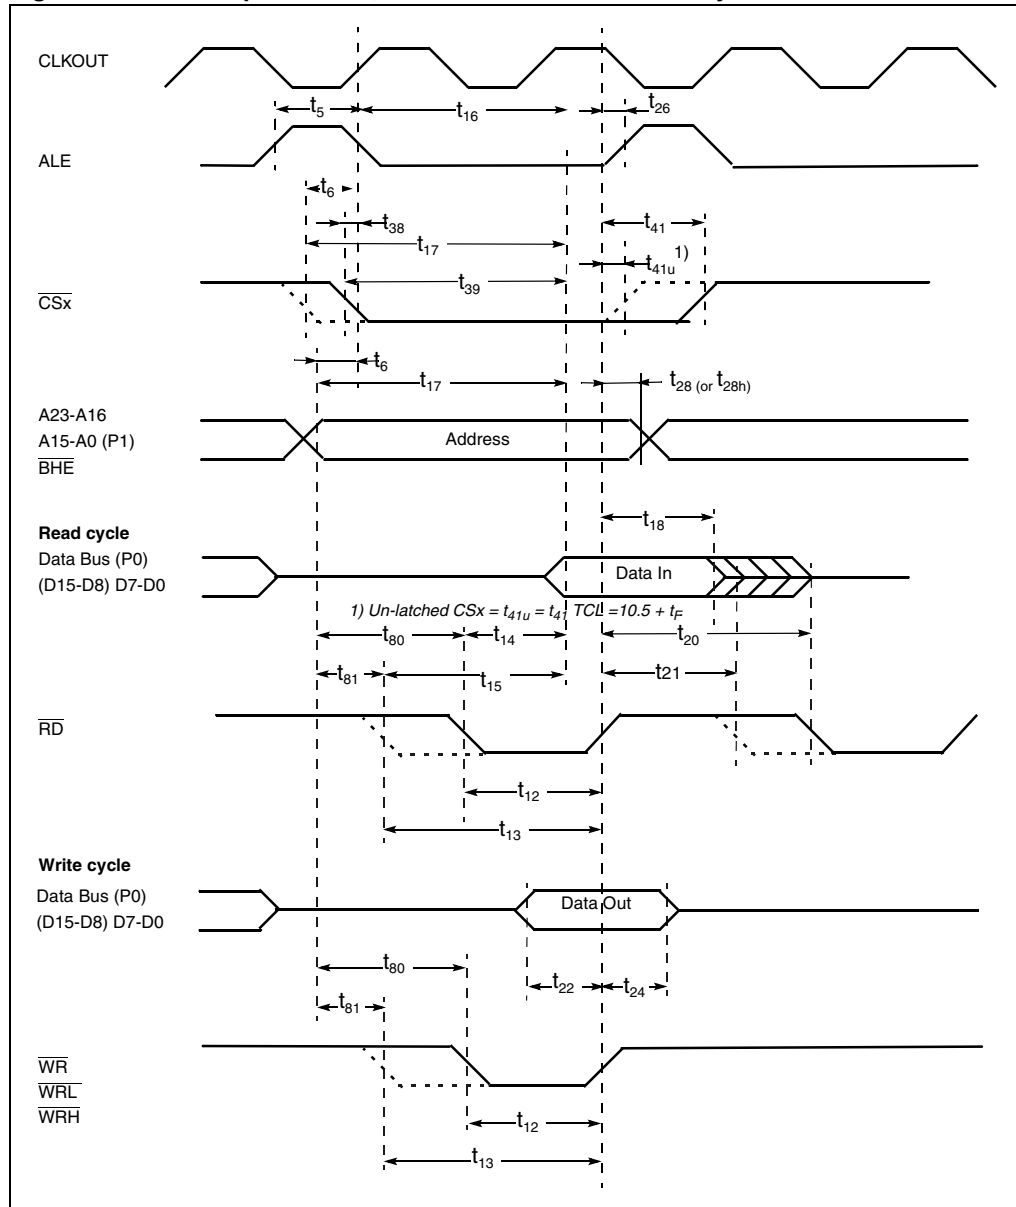 CLKOUT
t5
t16
t26
ALE
t6
t38
t41
t17
t41u 1)
t39
CSx
t6
t17
t28 (or t28h)
A23-A16
A15-A0 (P1)
Address
BHE
t18
Read cycle
Data Bus (P0)
Data In
(D15-D8) D7-D0
1) Un-latched CSx = t41u = t41 TCL =10.5 + tF
t80
t14
t20
t81
t15
t21
RD
t12
t13
Write cycle
Data Bus (P0)
Data Out
(D15-D8) D7-D0
t80
t22
t24
t81
WR
WRL
WRH
t12
t13